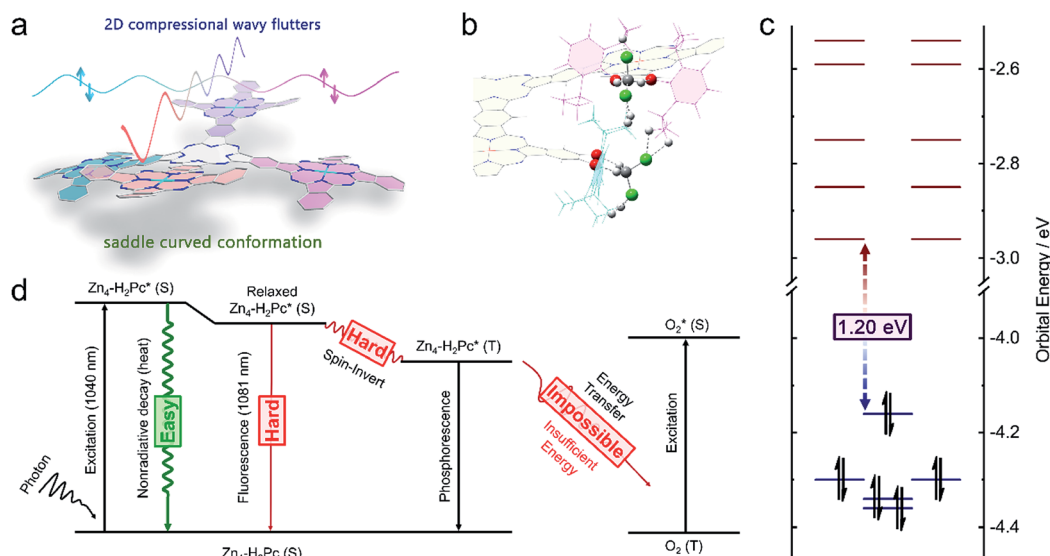 a
2D compressional wavy flutters
saddle curved conformation
b
c
-2.6
-2.8
-3.0
-4.0
-4.2
-4.4
Orbital Energy / eV
1.20 eV
d
Zn₄-H₂Pc* (S)
Relaxed
Zn₄-H₂Pc* (S)
Zn₄-H₂Pc* (T)
O₂* (S)
Photon
Excitation (1040 nm)
Nonradiative decay (heat)
Easy
Fluorescence (1081 nm)
Hard
Hard
Spin-Invert
Phosphorescence
Energy
Transfer
Impossible
Insufficient
Energy
Excitation
Zn₄-H₂Pc (S)
O₂ (T)